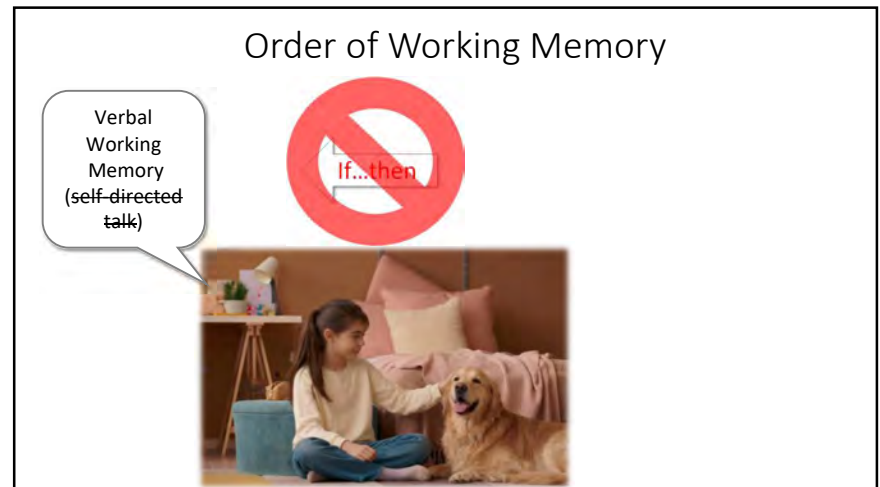 Order of Working Memory
Verbal
Working
Memory
(self-directed
talk)
If...then